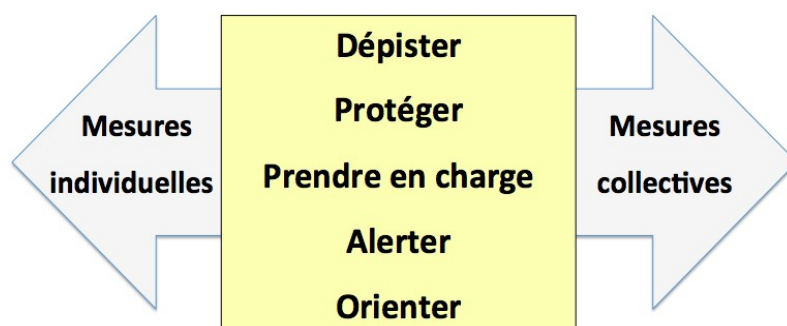 Dépister
Protéger
Prendre en charge
Alerter
Orienter
Mesures
individuelles
Mesures
collectives